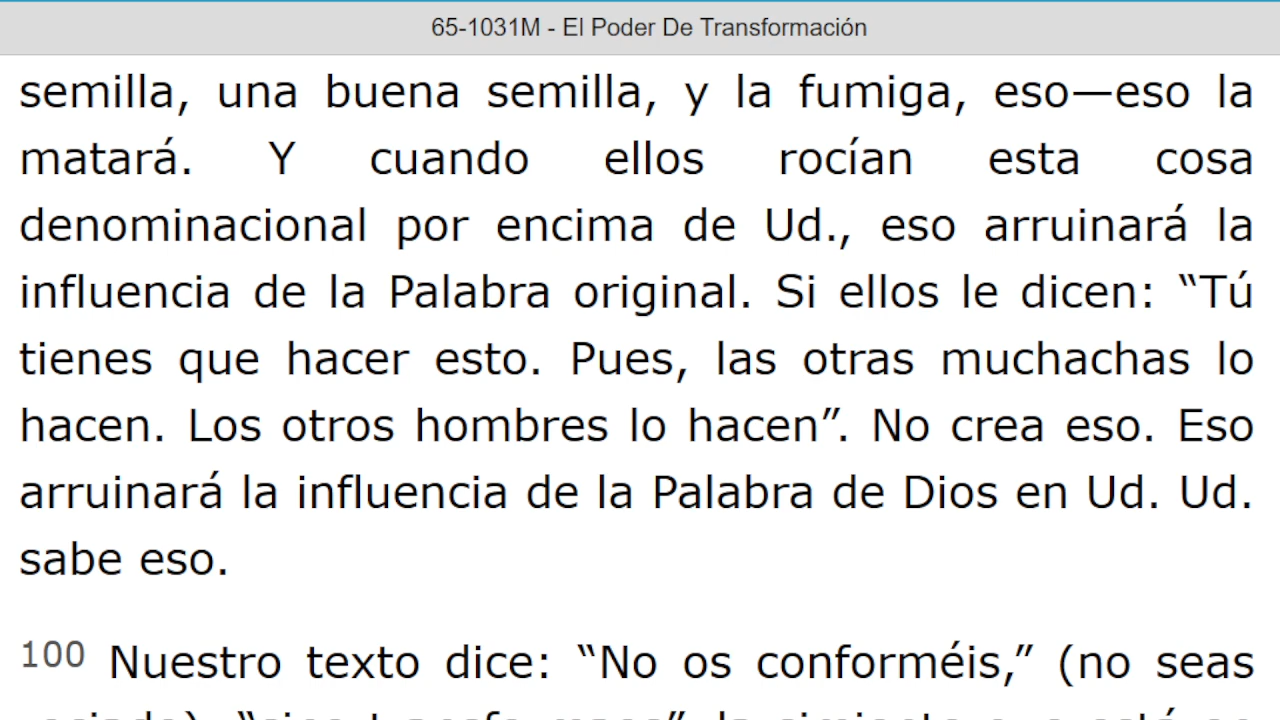 65-1031M - El Poder De Transformación
semilla, una buena semilla, y la fumiga, eso—eso la
matará. Y cuando ellos rocían esta cosa
denominacional por encima de Ud., eso arruinará la
influencia de la Palabra original. Si ellos le dicen: “Tú
tienes que hacer esto. Pues, las otras muchachas lo
hacen. Los otros hombres lo hacen”. No crea eso. Eso
arruinará la influencia de la Palabra de Dios en Ud. Ud.
sabe eso.
100 Nuestro texto dice: “No os conforméis,” (no seas